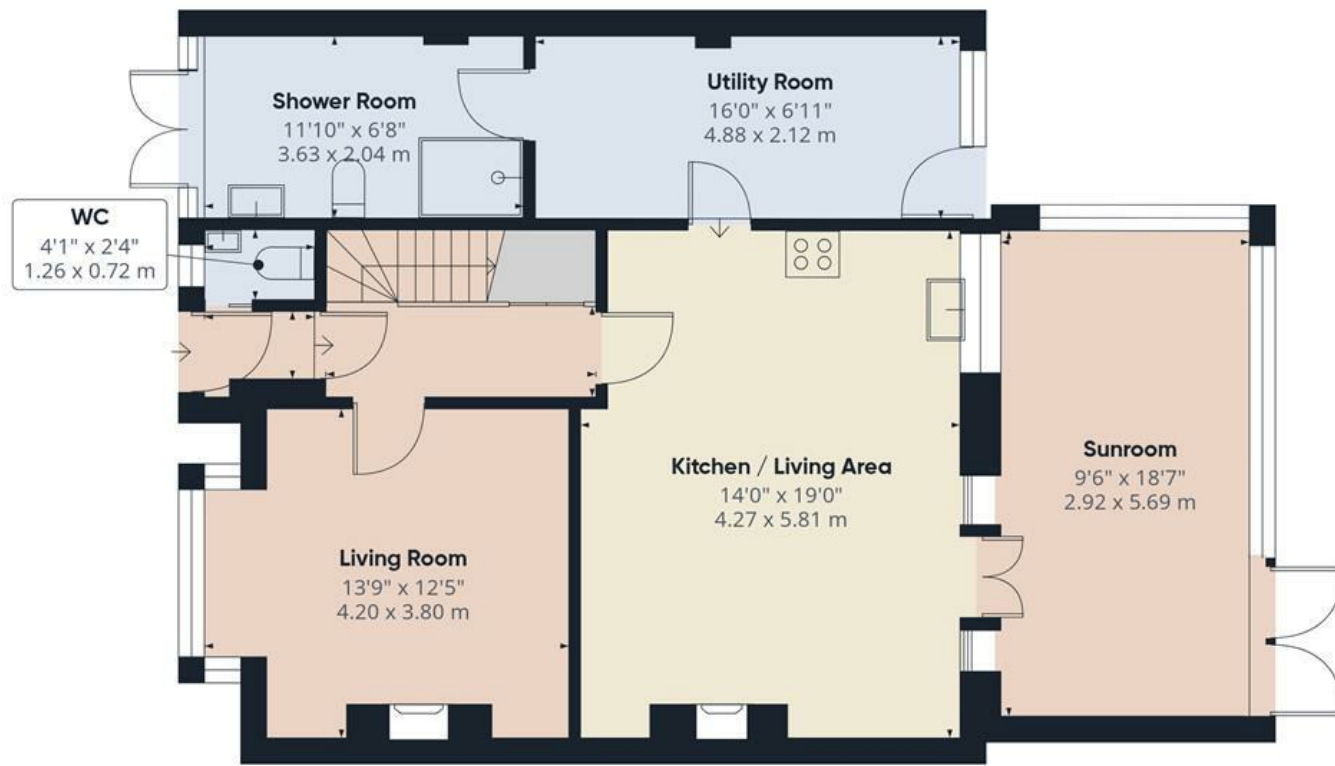 Shower Room
11'10" x 6'8"
3.63 x 2.04 m
Utility Room
16'0" x 6'11"
4.88 x 2.12 m
WC
4'1" x 2'4"
1.26 x 0.72 m
Kitchen / Living Area
14'0" x 19'0"
4.27 x 5.81 m
Sunroom
9'6" x 18'7"
2.92 x 5.69 m
Living Room
13'9" x 12'5"
4.20 x 3.80 m